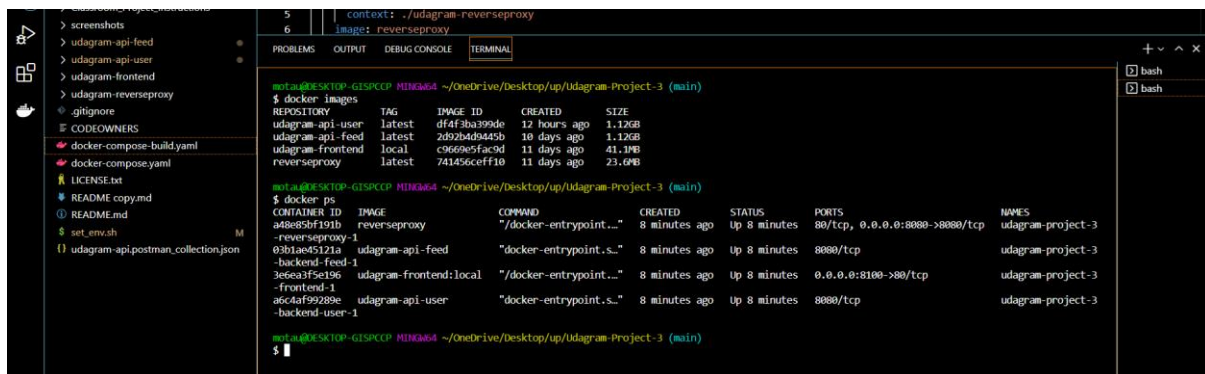 > screenshots
> udagram-api-feed
> udagram-api-user
> udagram-frontend
> udagram-reverseproxy
.gitignore
CODEOWNERS
docker-compose-build.yaml
docker-compose.yaml
LICENSE.txt
README copy.md
README.md
$ set_env.sh M
{} udagram-api.postman_collection.json
5 context: ./udagram-reverseproxy
6 image: reverseproxy
PROBLEMS OUTPUT DEBUG CONSOLE TERMINAL
bash
bash
motau@DESKTOP-GISPCCP MINGW64 ~/OneDrive/Desktop/up/Udagram-Project-3 (main)
$ docker images
REPOSITORY TAG IMAGE ID CREATED SIZE
udagram-api-user latest df4f3ba399de 12 hours ago 1.12GB
udagram-api-feed latest 2d92b4d9445b 10 days ago 1.12GB
udagram-frontend local c9669e5fac9d 11 days ago 41.1MB
reverseproxy latest 741456ceff10 11 days ago 23.6MB
motau@DESKTOP-GISPCCP MINGW64 ~/OneDrive/Desktop/up/Udagram-Project-3 (main)
$ docker ps
CONTAINER ID IMAGE COMMAND CREATED STATUS PORTS NAMES
a48e85bf191b reverseproxy "/docker-entrypoint.…" 8 minutes ago Up 8 minutes 80/tcp, 0.0.0.0:8080->8080/tcp udagram-project-3
-reverseproxy-1
03b1ae45121a udagram-api-feed "docker-entrypoint.s…" 8 minutes ago Up 8 minutes 8080/tcp udagram-project-3
-backend-feed-1
3e6ea3f5e196 udagram-frontend:local "/docker-entrypoint.…" 8 minutes ago Up 8 minutes 0.0.0.0:8100->80/tcp udagram-project-3
-frontend-1
a6c4af99289e udagram-api-user "docker-entrypoint.s…" 8 minutes ago Up 8 minutes 8080/tcp udagram-project-3
-backend-user-1
motau@DESKTOP-GISPCCP MINGW64 ~/OneDrive/Desktop/up/Udagram-Project-3 (main)
$